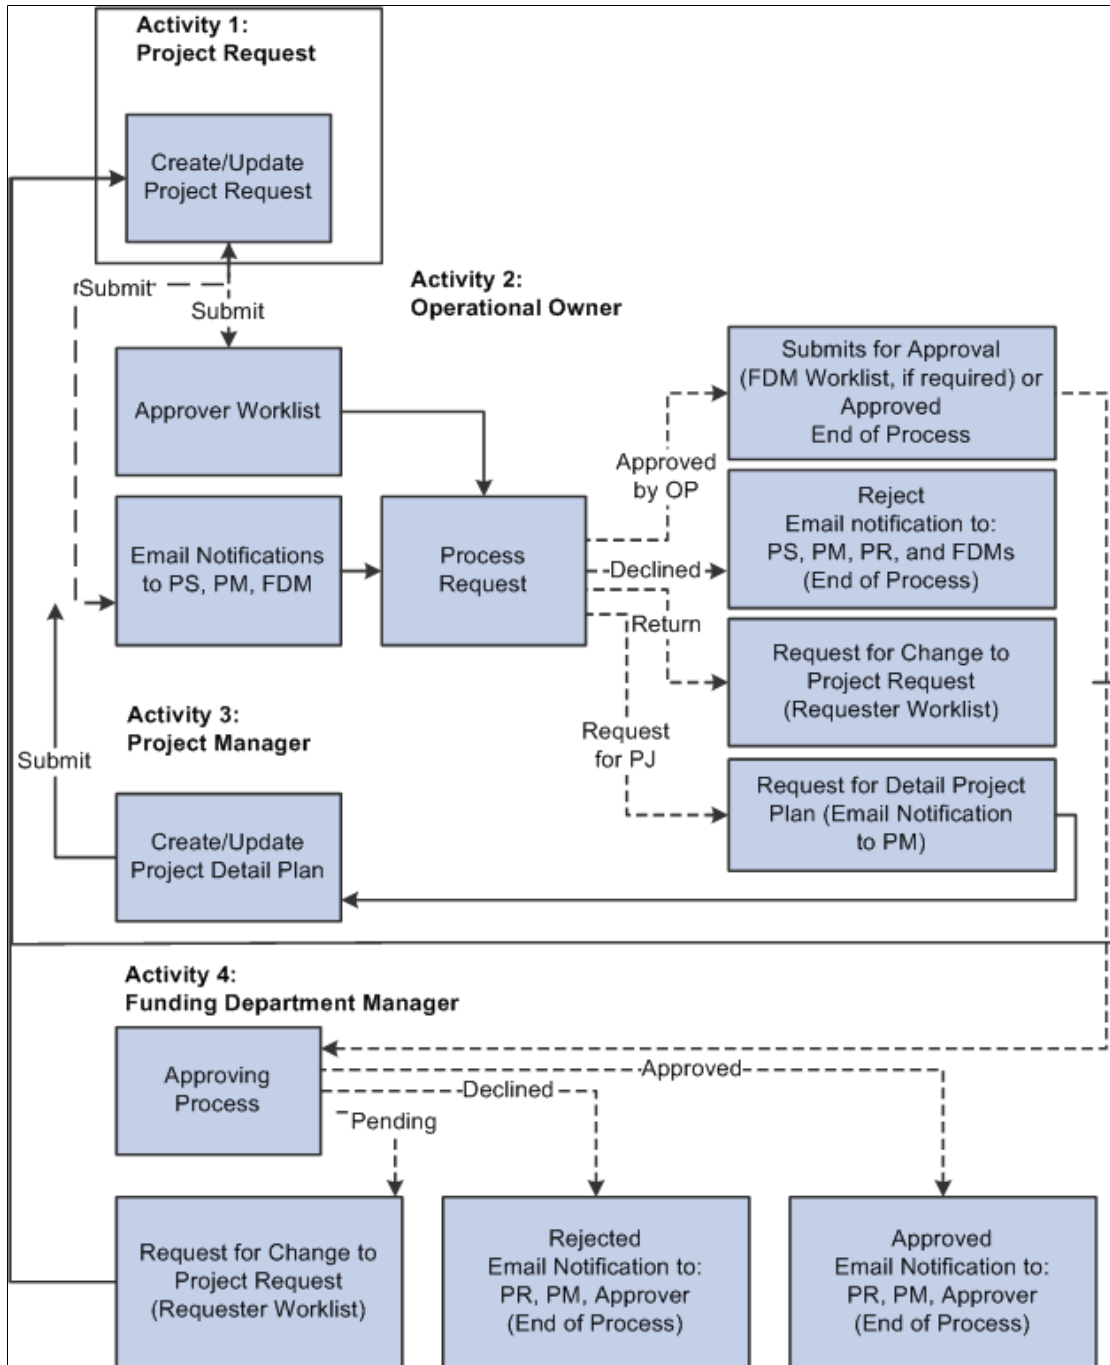 Activity 1:
Project Request
Create/Update
Project Request
Submit
Submit
Activity 2:
Operational Owner
Approver Worklist
Email Notifications
to PS, PM, FDM
Process
Request
Approved
by OP
Declined
Return
Request
for PJ
Submits for Approval
(FDM Worklist, if required) or
Approved
End of Process
Reject
Email notification to:
PS, PM, PR, and FDMs
(End of Process)
Request for Change to
Project Request
(Requester Worklist)
Request for Detail Project
Plan (Email Notification
to PM)
Activity 3:
Project Manager
Submit
Create/Update
Project Detail Plan
Activity 4:
Funding Department Manager
Approving
Process
Approved
Declined
Pending
Request for Change to
Project Request
(Requester Worklist)
Rejected
Email Notification to:
PR, PM, Approver
(End of Process)
Approved
Email Notification to:
PR, PM, Approver
(End of Process)